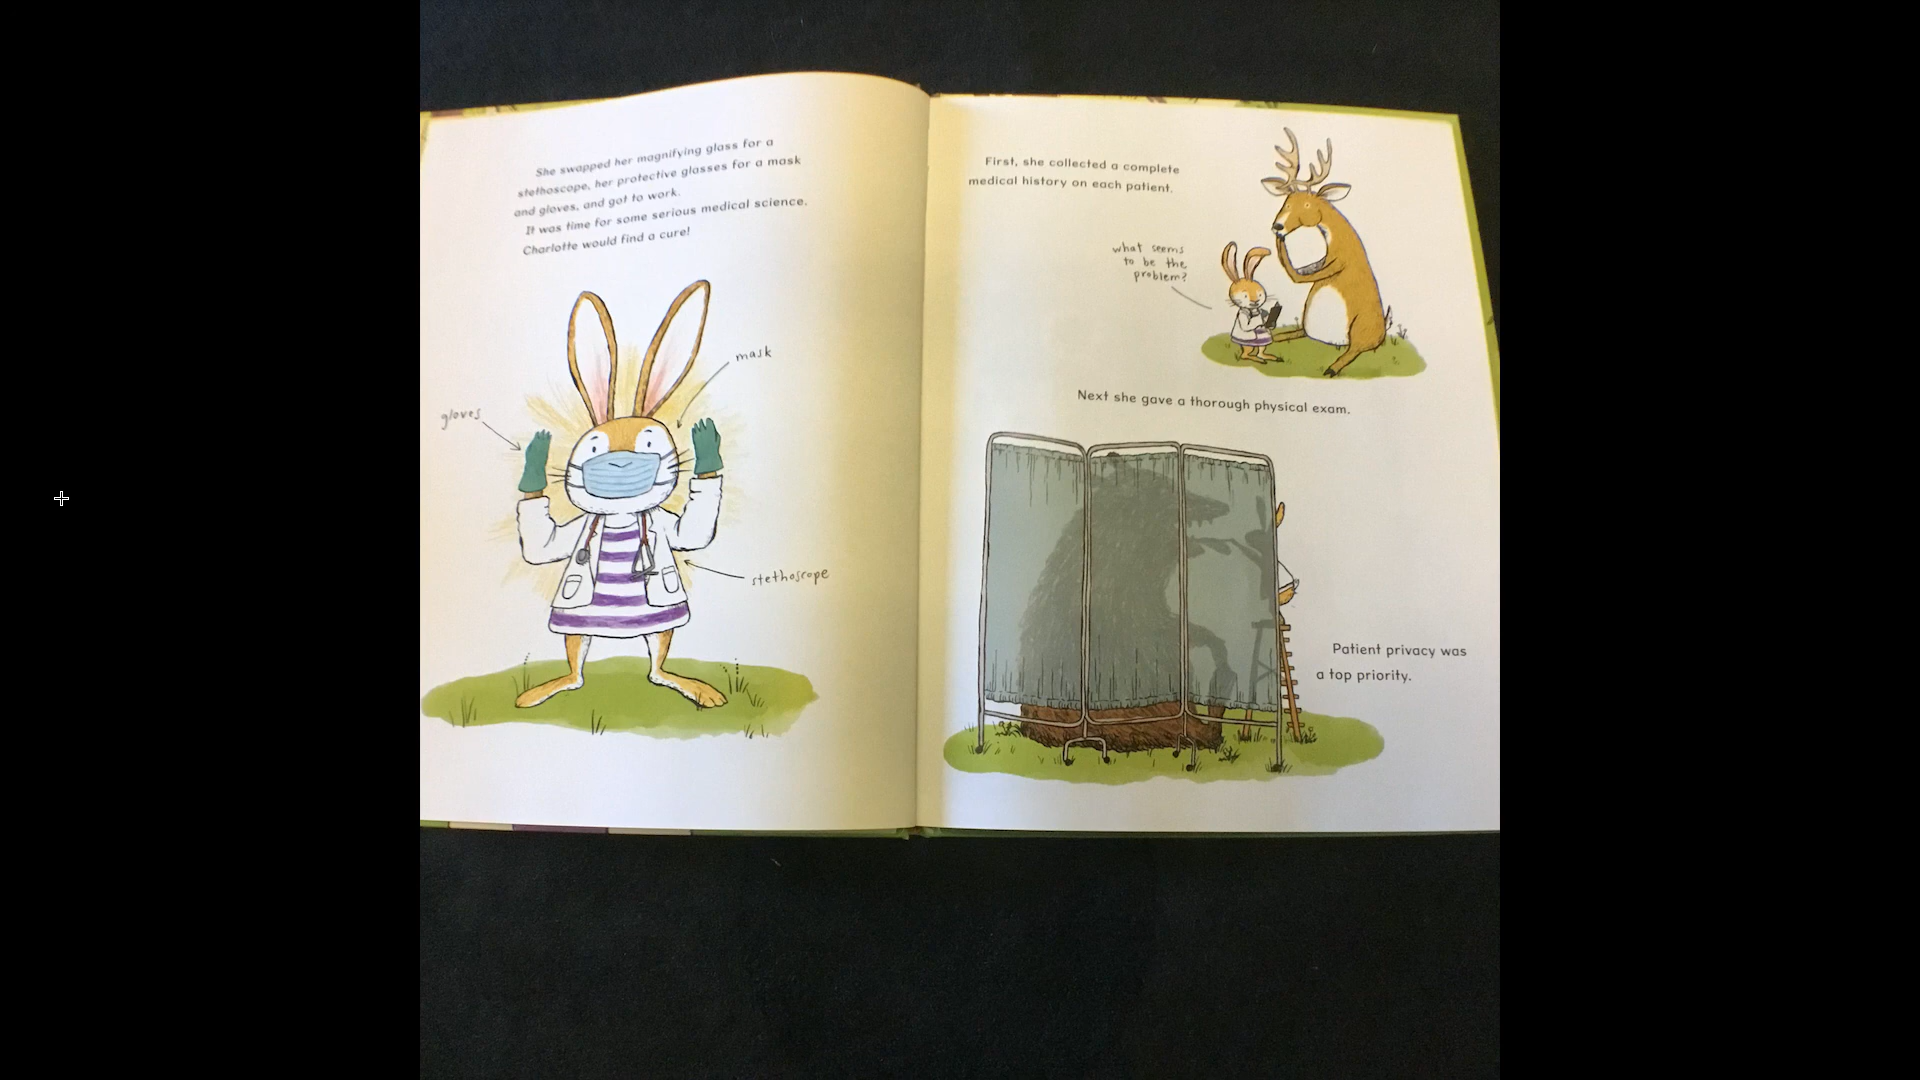 She swapped her magnifying glass for a
stethoscope, her protective glasses for a mask
and gloves, and got to work.
It was time for some serious medical science.
Charlotte would find a cure!
mask
gloves
stethoscope
First, she collected a complete
medical history on each patient.
what seems
to be the
problem?
Next she gave a thorough physical exam.
Patient privacy was
a top priority.